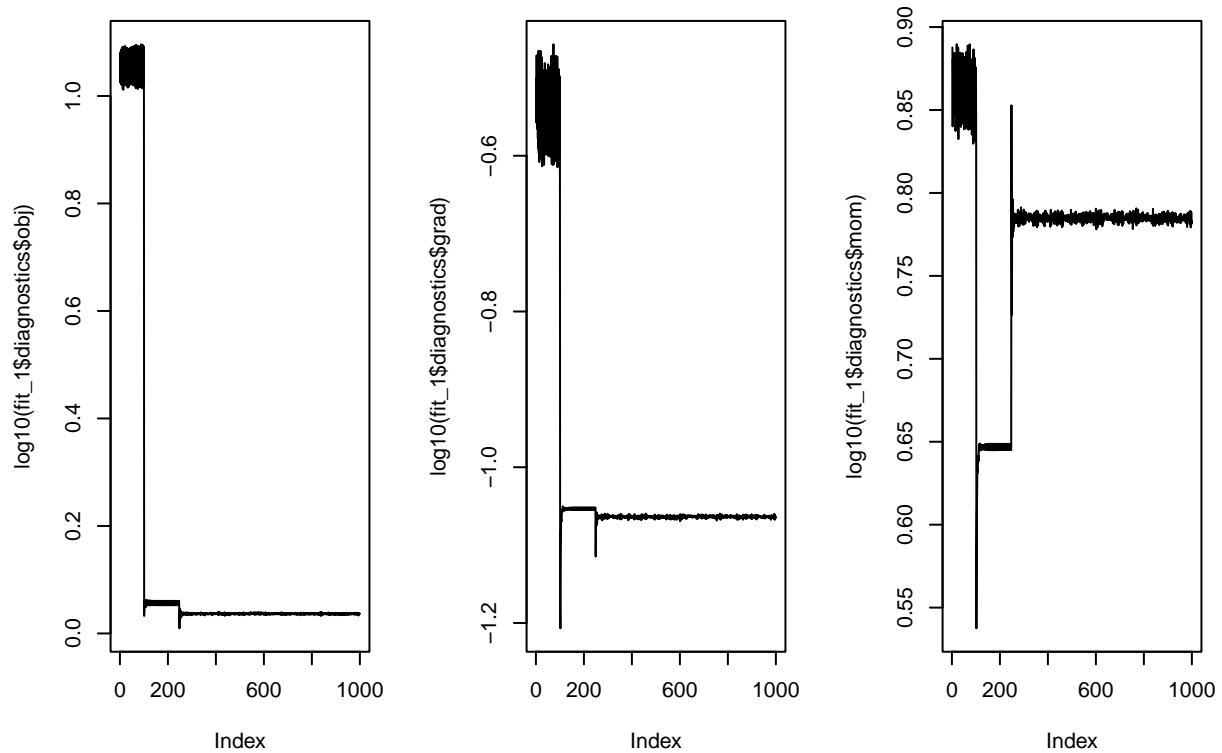 log10(fit_1$diagnostics$obj)
1.0
0.8
0.6
0.4
0.2
0.0
0 200 600 1000
Index
log10(fit_1$diagnostics$grad)
−0.6
−0.8
−1.0
−1.2
0 200 600 1000
Index
log10(fit_1$diagnostics$mom)
0.90
0.85
0.80
0.75
0.70
0.65
0.60
0.55
0 200 600 1000
Index